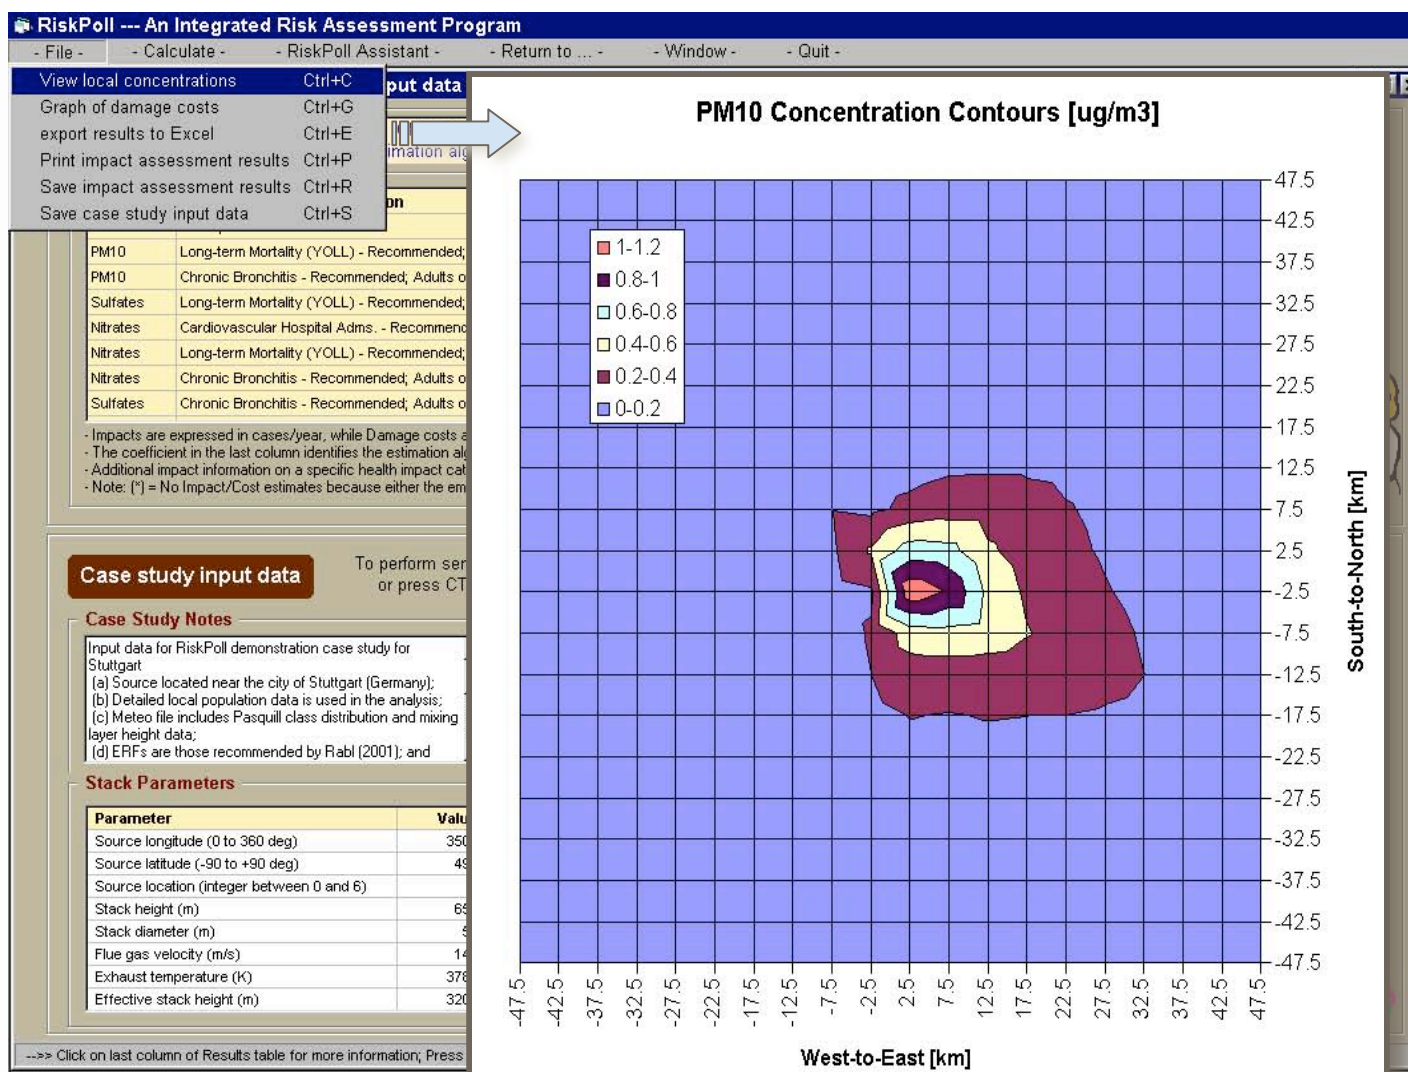 RiskPoll --- An Integrated Risk Assessment Program
- File - - Calculate - - RiskPoll Assistant - - Return to ... - - Window - - Quit -
View local concentrations Ctrl+C
Graph of damage costs Ctrl+G
export results to Excel Ctrl+E
Print impact assessment results Ctrl+P
Save impact assessment results Ctrl+R
Save case study input data Ctrl+S
put data
PM10 Long-term Mortality (YOLL) - Recommended;
PM10 Chronic Bronchitis - Recommended; Adults
Sulfates Long-term Mortality (YOLL) - Recommended;
Nitrates Cardiovascular Hospital Adms. -
Nitrates Long-term Mortality (YOLL) - Recommended;
Nitrates Chronic Bronchitis - Recommended; Adults
Sulfates Chronic Bronchitis - Recommended; Adults
- Impacts are expressed in cases/year, while Damage costs
- The coefficient in the last column identifies the estimation
- Additional impact information on a specific health impact
- Note: (*) = No Impact/Cost estimates because either the
Case study input data
To perform
or press
Case Study Notes
Input data for RiskPoll demonstration case study for
Stuttgart
(a) Source located near the city of Stuttgart (Germany);
(b) Detailed local population data is used in the analysis;
(c) Meteo file includes Pasquill class distribution and mixing
layer height data;
(d) ERFs are those recommended by Rabl (2001); and
Stack Parameters
Parameter
Source longitude (0 to 360 deg)
Source latitude (-90 to +90 deg)
Source location (integer between 0 and 6)
Stack height (m)
Stack diameter (m)
Flue gas velocity (m/s)
Exhaust temperature (K)
Effective stack height (m)
-->> Click on last column of Results table for more information; Press
PM10 Concentration Contours [ug/m3]
1-1.2
0.8-1
0.6-0.8
0.4-0.6
0.2-0.4
0-0.2
47.5
42.5
37.5
32.5
27.5
22.5
17.5
12.5
7.5
2.5
-2.5
-7.5
-12.5
-17.5
-22.5
-27.5
-32.5
-37.5
-42.5
-47.5
South-to-North [km]
-47.5 -42.5 -37.5 -32.5 -27.5 -22.5 -17.5 -12.5 -7.5 -2.5 2.5 7.5 12.5 17.5 22.5 27.5 32.5 37.5 42.5 47.5
West-to-East [km]